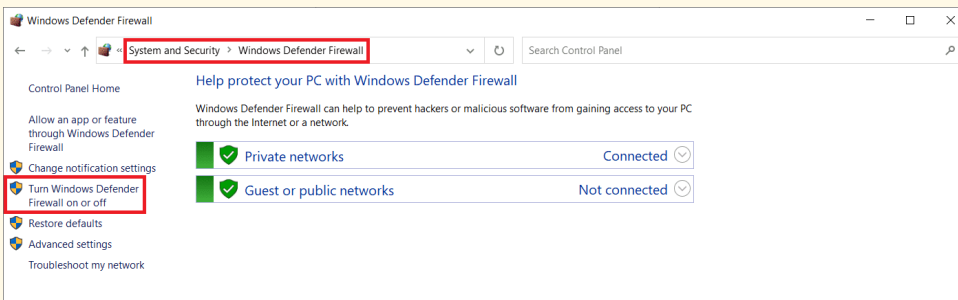 Windows Defender Firewall
« System and Security > Windows Defender Firewall
Search Control Panel
Control Panel Home
Allow an app or feature
through Windows Defender
Firewall
Change notification settings
Turn Windows Defender
Firewall on or off
Restore defaults
Advanced settings
Troubleshoot my network
Help protect your PC with Windows Defender Firewall
Windows Defender Firewall can help to prevent hackers or malicious software from gaining access to your PC
through the Internet or a network.
Private networks Connected
Guest or public networks Not connected